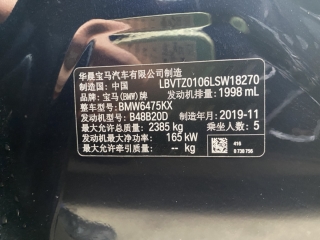 华晨宝马汽车有限公司制造
制造国：中国 LBVTZ0106LSW18270
品牌：宝马(BMW)牌 发动机排量：1998 mL
整车型号：BMW6475KX
发动机型号：B48B20D 制造年月：2019-11
最大允许总质量：2385 kg 乘坐人数：5
发动机最大净功率：165 kW
最大允许牵引质量：-- kg
416
9 736 756